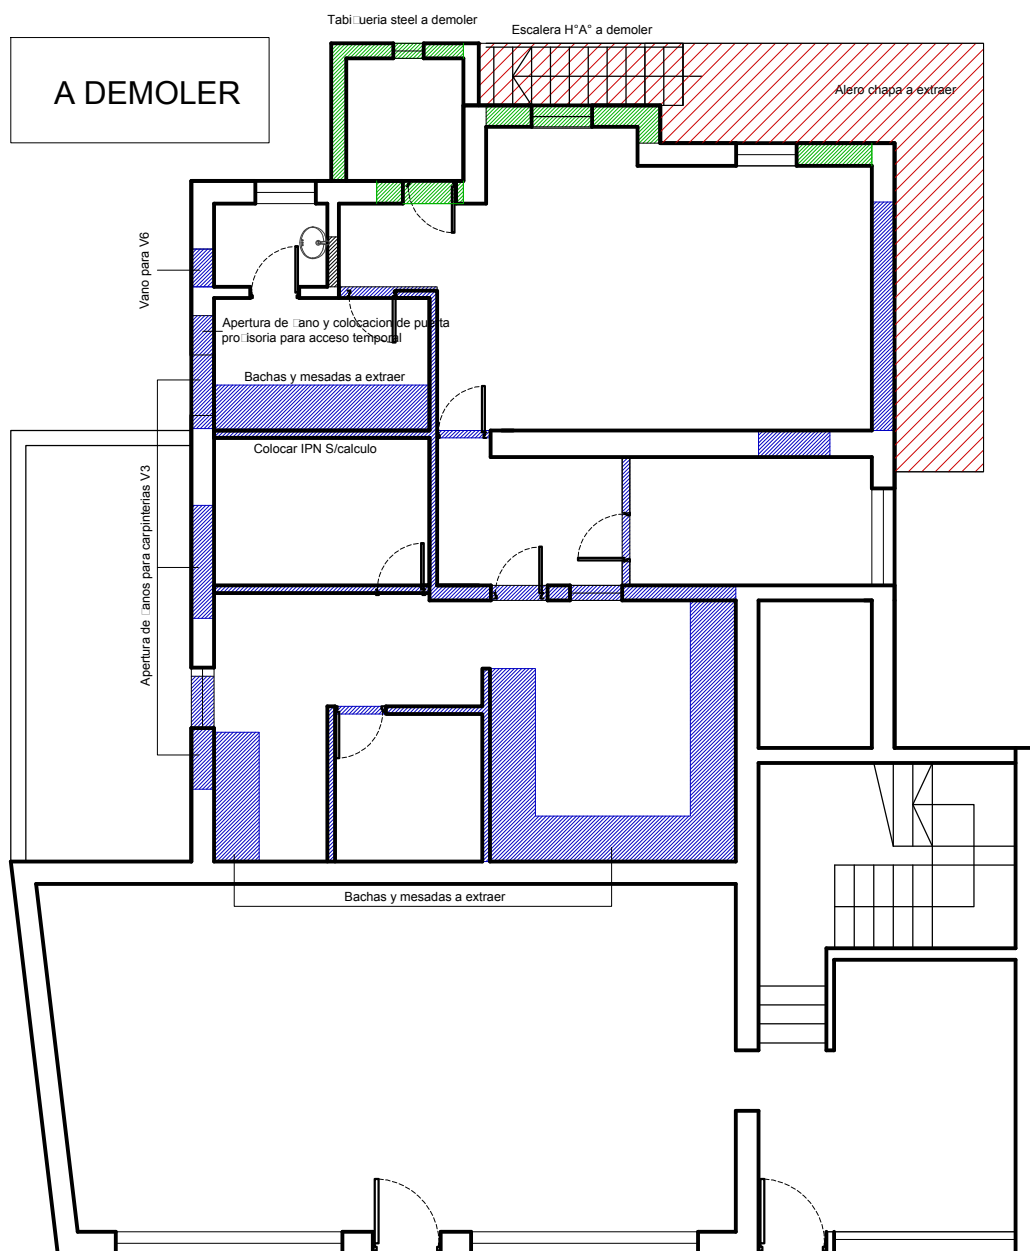 Tabi□ueria steel a demoler
Escalera H°A° a demoler
A DEMOLER
Alero chapa a extraer
Vano para V6
Apertura de □ano y colocacion de puerta
pro□isoria para acceso temporal
Bachas y mesadas a extraer
Colocar IPN S/calculo
Apertura de □anos para carpinterias V3
Bachas y mesadas a extraer